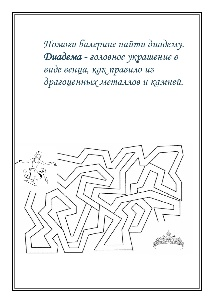 Помоги балерине найти диадему.
Диадема - головное украшение в
виде венца, как правило из
драгоценных металлов и камней.